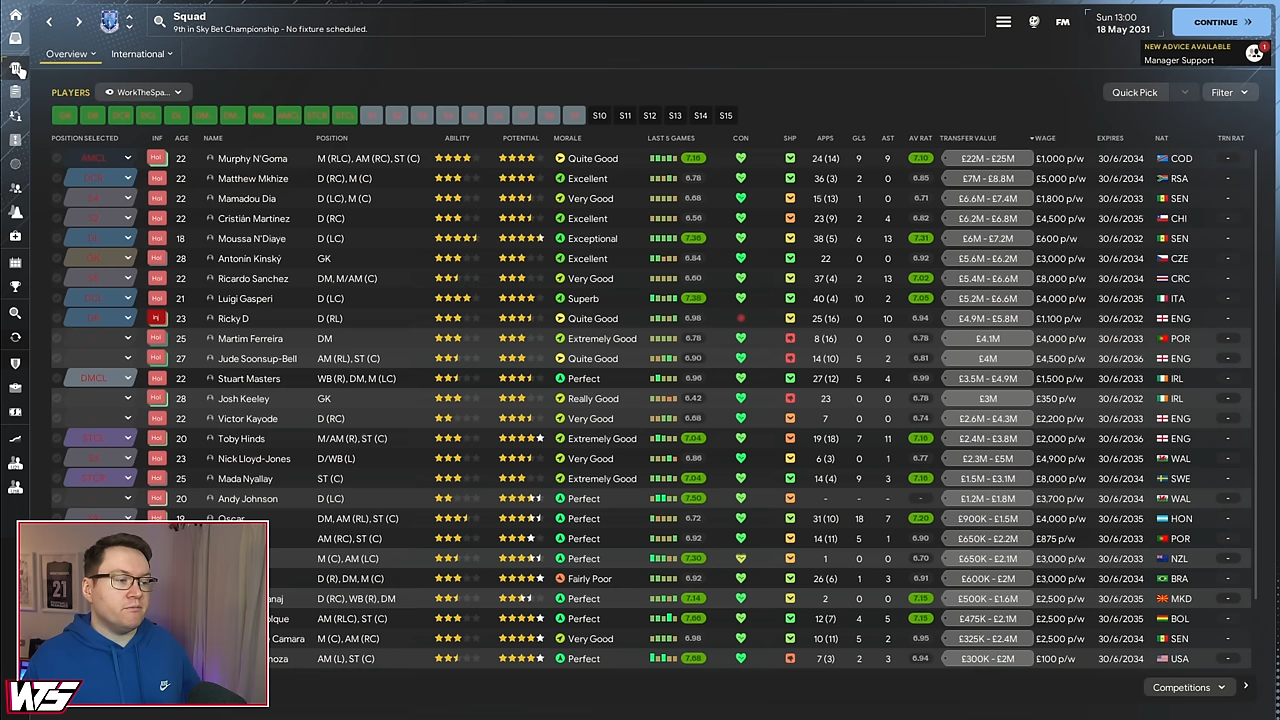 Squad
9th in Sky Bet Championship - No fixture scheduled.
FM
Sun 13:00
18 May 2031
CONTINUE
Overview
International
NEW ADVICE AVAILABLE
1
Manager Support
PLAYERS
WorkTheSpa...
Quick Pick
Filter
S10 S11 S12 S13 S14 S15
POSITION SELECTED INF AGE NAME POSITION ABILITY POTENTIAL MORALE LAST 5 GAMES CON SHP APPS GLS AST AV RAT TRANSFER VALUE WAGE EXPIRES NAT TRN RAT
AMCL Hol 22 Murphy N'Goma M (RLC), AM (RC), ST (C) Quite Good 7.16 24 (14) 9 9 7.10 £22M - £25M £1,000 p/w 30/6/2034 COD -
DCR Hol 22 Matthew Mkhize D (RC), M (C) Excellent 6.78 36 (3) 2 0 6.85 £7M - £8.8M £5,000 p/w 30/6/2034 RSA -
Hol 22 Mamadou Dia D (LC), M (C) Very Good 6.68 15 (13) 1 0 6.71 £6.6M - £7.4M £1,800 p/w 30/6/2033 SEN -
Hol 22 Cristián Martinez D (RC) Excellent 6.56 23 (9) 5 4 6.82 £6.2M - £6.8M £4,500 p/w 30/6/2035 CHI -
Hol 18 Moussa N'Diaye D (LC) Exceptional 7.36 38 (5) 6 13 7.31 £6M - £7.2M £600 p/w 30/6/2032 SEN -
GK Hol 28 Antonín Kinský GK Excellent 6.84 22 0 0 6.92 £5.6M - £6.2M £3,000 p/w 30/6/2033 CZE -
Hol 22 Ricardo Sanchez DM, M/AM (C) Very Good 6.60 37 (4) 2 13 7.02 £5.4M - £6.6M £8,000 p/w 30/6/2034 CRC -
DCL Hol 21 Luigi Gasperi D (LC) Superb 7.38 40 (4) 10 2 7.05 £5.2M - £6.6M £4,000 p/w 30/6/2035 ITA -
Inj 23 Ricky D D (RL) Quite Good 6.98 25 (16) 0 10 6.94 £4.9M - £5.8M £1,100 p/w 30/6/2032 ENG -
Hol 25 Martim Ferreira DM Extremely Good 6.78 8 (16) 0 0 6.78 £4.1M £4,000 p/w 30/6/2033 POR -
Hol 27 Jude Soonsup-Bell AM (RL), ST (C) Quite Good 6.90 14 (10) 5 2 6.81 £4M £4,500 p/w 30/6/2035 ENG -
DMCL Hol 22 Stuart Masters WB (R), DM, M (LC) Perfect 6.96 27 (12) 5 4 6.99 £3.5M - £4.9M £1,500 p/w 30/6/2033 IRL -
Hol 28 Josh Keeley GK Really Good 6.42 23 0 0 6.78 £3M £350 p/w 30/6/2033 IRL -
Hol 22 Victor Kayode D (RC) Very Good 6.68 7 0 0 6.74 £2.6M - £4.3M £2,200 p/w 30/6/2033 ENG -
STCL Hol 20 Toby Hinds M/AM (R), ST (C) Extremely Good 7.04 19 (18) 7 11 7.16 £2.4M - £3.8M £2,000 p/w 30/6/2036 ENG -
Hol 23 Nick Lloyd-Jones D/WB (L) Very Good 6.86 6 (3) 0 1 6.77 £2.3M - £5M £4,900 p/w 30/6/2035 WAL -
STCR Hol 25 Mada Nyallay ST (C) Extremely Good 7.04 14 (4) 9 3 7.16 £1.5M - £3.1M £8,000 p/w 30/6/2034 SWE -
Hol 20 Andy Johnson D (LC) Perfect 7.50 - - - - £1.2M - £1.8M £3,700 p/w 30/6/2034 WAL -
Hol 19 Oscar DM, AM (RL), ST (C) Perfect 6.72 31 (10) 18 7 7.20 £900K - £1.5M £4,000 p/w 30/6/2035 HON -
AM (RC), ST (C) Perfect 6.92 14 (11) 5 1 6.90 £650K - £2.2M £875 p/w 30/6/2035 POR -
M (C), AM (LC) Perfect 7.30 1 0 0 6.70 £650K - £2.1M £3,000 p/w 30/6/2033 NZL -
D (R), DM, M (C) Fairly Poor 6.92 26 (6) 1 3 6.91 £600K - £2M £3,000 p/w 30/6/2034 BRA -
anaj D (RC), WB (R), DM Perfect 7.14 2 0 0 7.15 £500K - £1.6M £2,500 p/w 30/6/2035 MKD -
olque AM (RLC), ST (C) Perfect 7.66 12 (7) 4 5 7.15 £475K - £2.1M £2,500 p/w 30/6/2035 BOL -
Camara M (C), AM (RC) Very Good 6.98 10 (11) 5 2 6.95 £325K - £2.4M £2,500 p/w 30/6/2034 SEN -
noza AM (L), ST (C) Perfect 7.68 7 (3) 2 3 6.94 £300K - £2M £100 p/w 30/6/2034 USA -
21
WTS
Competitions